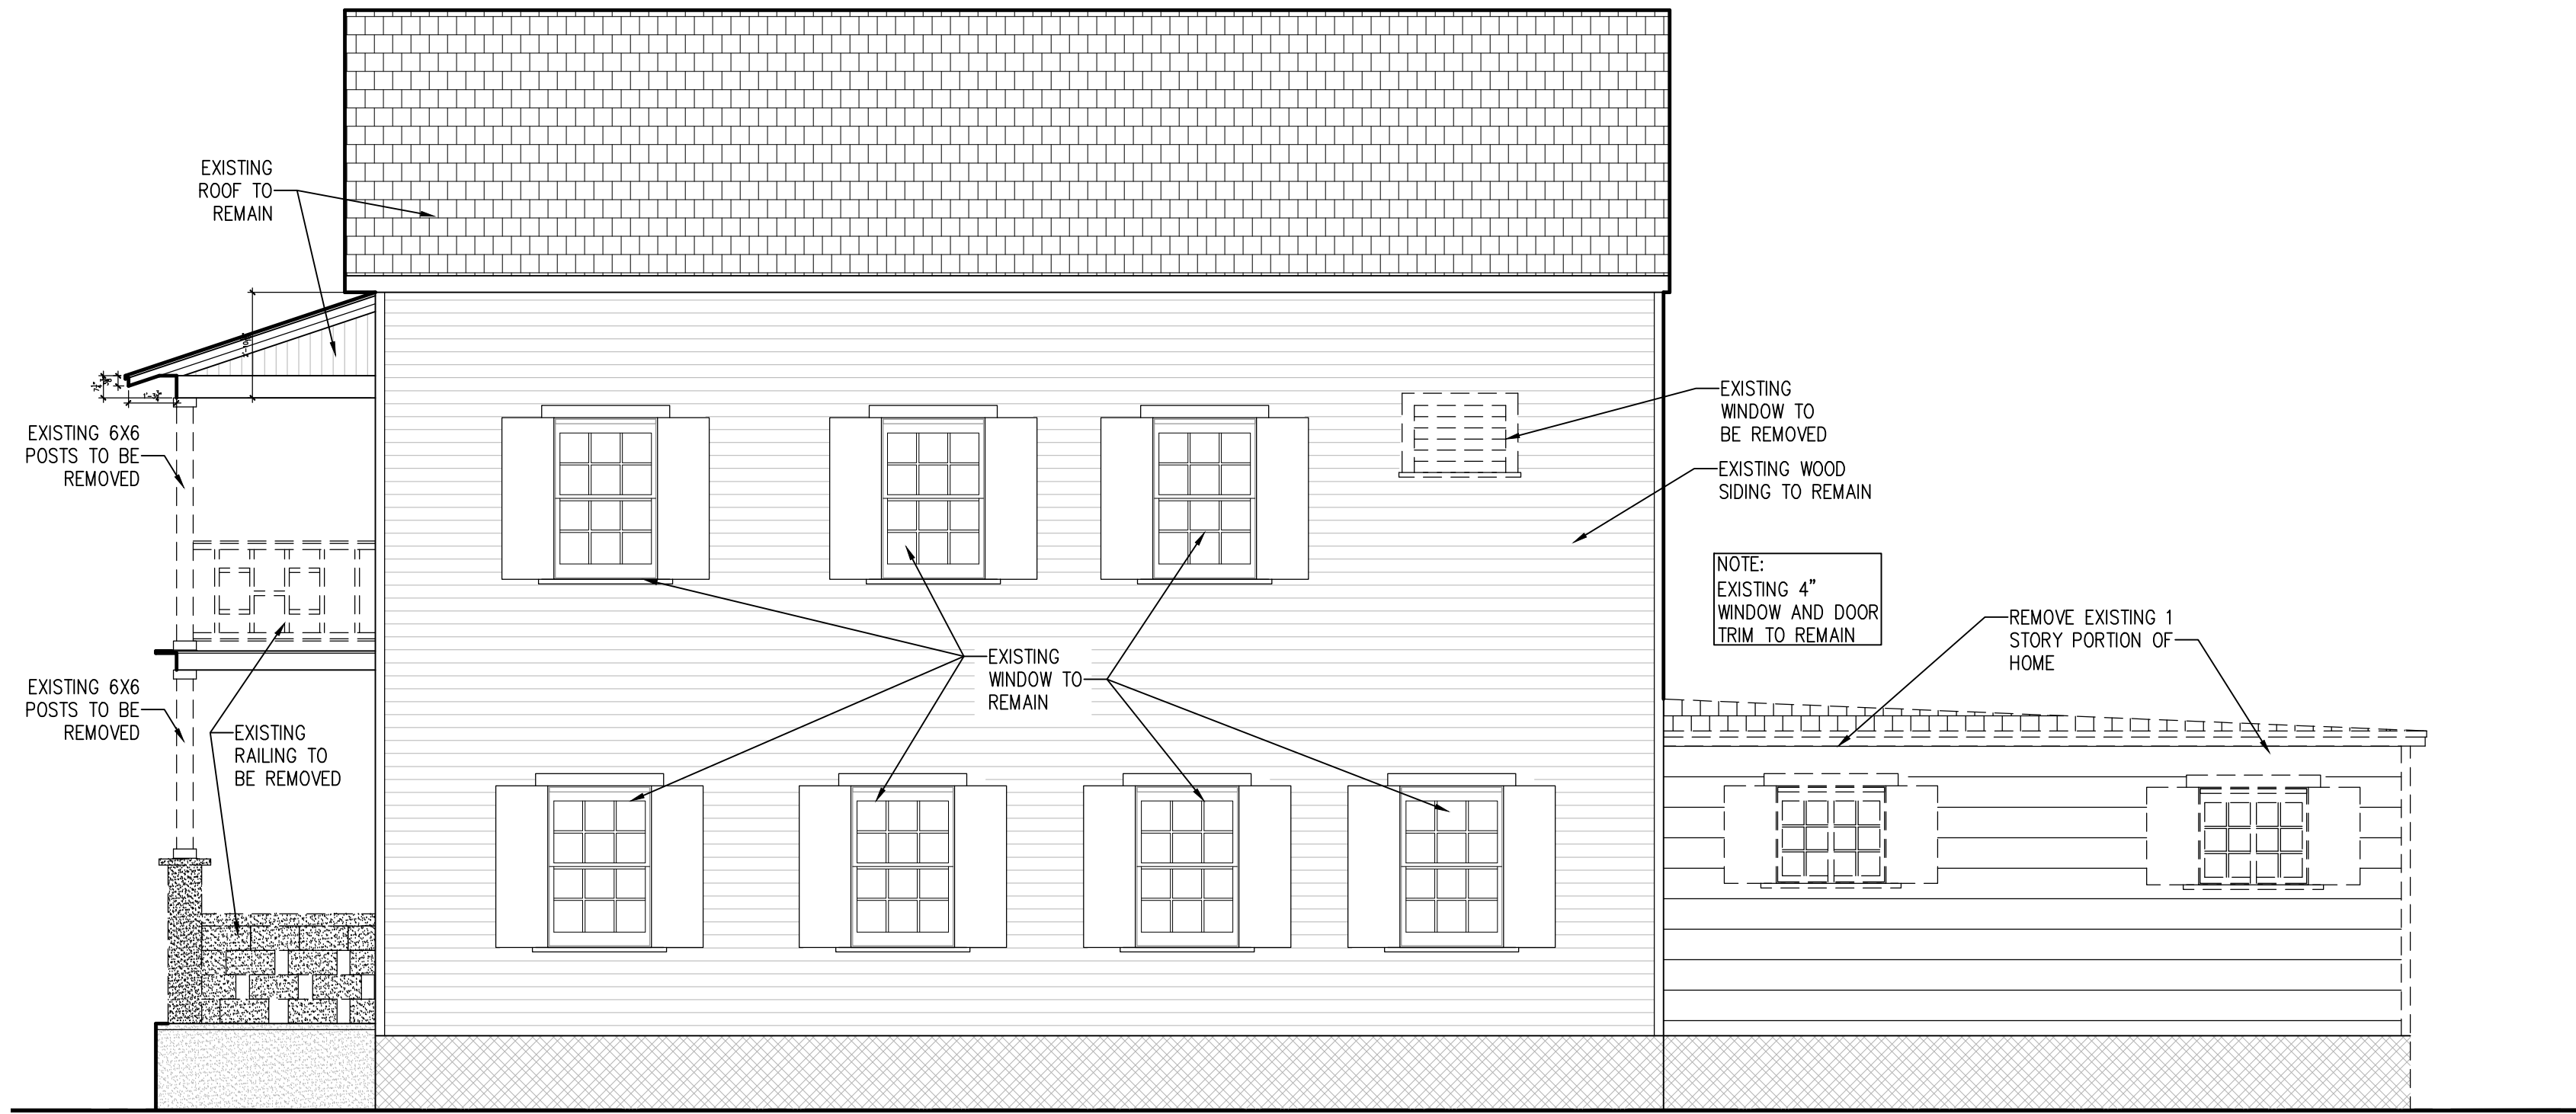 EXISTING
ROOF TO
REMAIN
EXISTING 6X6
POSTS TO BE
REMOVED
EXISTING
WINDOW TO
BE REMOVED
EXISTING WOOD
SIDING TO REMAIN
NOTE:
EXISTING 4"
WINDOW AND DOOR
TRIM TO REMAIN
REMOVE EXISTING 1
STORY PORTION OF
HOME
EXISTING
WINDOW TO
REMAIN
EXISTING 6X6
POSTS TO BE
REMOVED
EXISTING
RAILING TO
BE REMOVED